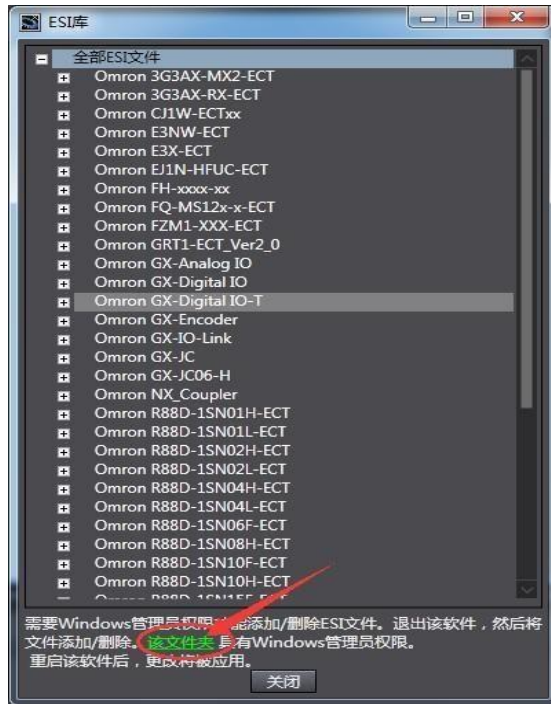 ESI库
全部ESI文件
Omron 3G3AX-MX2-ECT
Omron 3G3AX-RX-ECT
Omron CJ1W-ECTxx
Omron E3NW-ECT
Omron E3X-ECT
Omron EJ1N-HFUC-ECT
Omron FH-xxxx-xx
Omron FQ-MS12x-x-ECT
Omron FZM1-XXX-ECT
Omron GRT1-ECT_Ver2_0
Omron GX-Analog IO
Omron GX-Digital IO
Omron GX-Digital IO-T
Omron GX-Encoder
Omron GX-IO-Link
Omron GX-JC
Omron GX-JC06-H
Omron NX_Coupler
Omron R88D-1SN01H-ECT
Omron R88D-1SN01L-ECT
Omron R88D-1SN02H-ECT
Omron R88D-1SN02L-ECT
Omron R88D-1SN04H-ECT
Omron R88D-1SN04L-ECT
Omron R88D-1SN06F-ECT
Omron R88D-1SN08H-ECT
Omron R88D-1SN10F-ECT
Omron R88D-1SN10H-ECT
Omron R88D-1SN15F-ECT
需要Windows管理员权限才能添加/删除ESI文件。退出该软件，然后将
文件添加/删除。该文件夹 具有Windows管理员权限。
重启该软件后，更改将被应用。
关闭